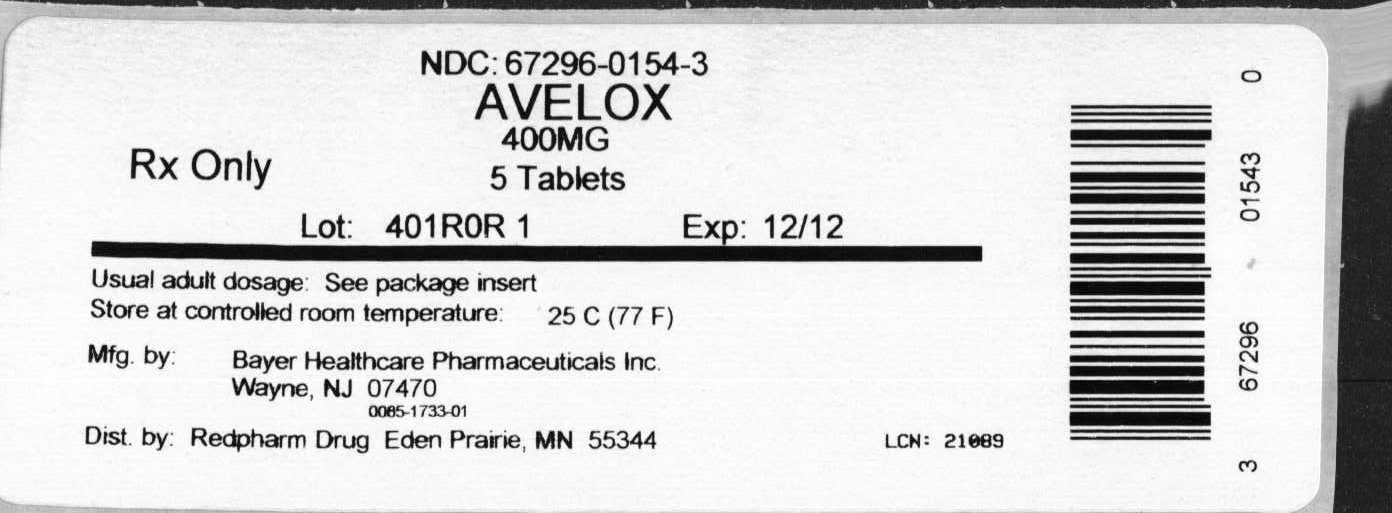 NDC: 67296-0154-3
AVELOX
400MG
Rx Only
5 Tablets
Lot: 401R0R 1 Exp: 12/12
Usual adult dosage: See package insert
Store at controlled room temperature: 25 C (77 F)
Mfg. by: Bayer Healthcare Pharmaceuticals Inc.
Wayne, NJ 07470
0085-1733-01
Dist. by: Redpharm Drug Eden Prairie, MN 55344
LCN: 21089
3 67296 01543 0